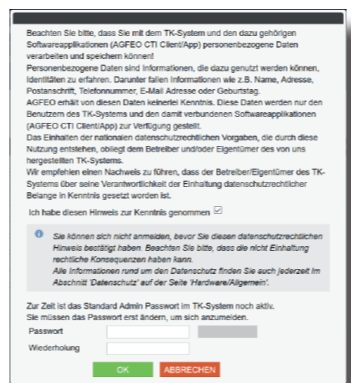 Beachten Sie bitte, dass Sie mit dem TK-System und den dazu gehörigen
Softwareapplikationen (AGFEO CTI Client/App) personenbezogene Daten
verarbeiten und speichern können!
Personenbezogene Daten sind Informationen, die dazu genutzt werden können,
Identitäten zu erfahren. Darunter fallen Informationen wie z.B. Name, Adresse,
Postanschrift, Telefonnummer, E-Mail Adresse oder Geburtstag.
AGFEO erhält von diesen Daten keinerlei Kenntnis. Diese Daten werden nur den
Benutzern des TK-Systems und den damit verbundenen Softwareapplikationen
(AGFEO CTI Client/App) zur Verfügung gestellt.
Das Einhalten der nationalen datenschutzrechtlichen Vorgaben, die durch diese
Nutzung entstehen, obliegt dem Betreiber und/oder Eigentümer des von uns
hergestellten TK-Systems.
Wir empfehlen einen Nachweis zu führen, dass der Betreiber/Eigentümer des TK-
Systems über seine Verantwortlichkeit der Einhaltung datenschutzrechtlicher
Belange in Kenntnis gesetzt worden ist.
Ich habe diesen Hinweis zur Kenntnis genommen
Sie können sich nicht anmelden, bevor Sie diesen datenschutzrechtlichen
Hinweis bestätigt haben. Beachten Sie bitte, dass die nicht Einhaltung
rechtliche Konsequenzen haben kann.
Alle Informationen rund um den Datenschutz finden Sie auch jederzeit im
Abschnitt 'Datenschutz' auf der Seite 'Hardware/Allgemein'.
Zur Zeit ist das Standard Admin Passwort im TK-System noch aktiv.
Sie müssen das Passwort erst ändern, um sich anzumelden.
Passwort
Wiederholung
OK ABBRECHEN